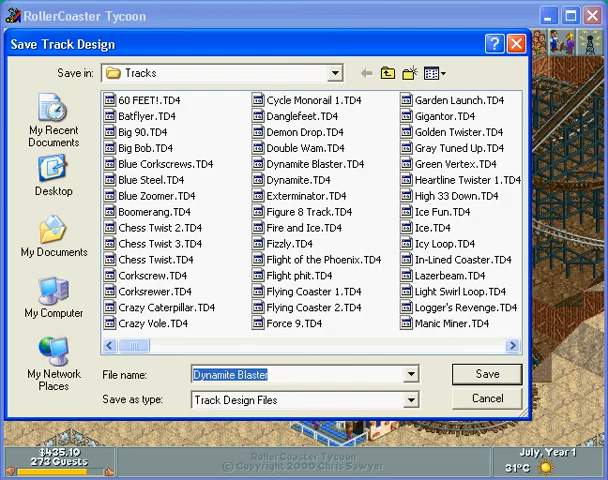 RollerCoaster Tycoon
Save Track Design
Save in: Tracks
My Recent
Documents
Desktop
My Documents
My Computer
My Network
Places
60 FEET!.TD4
Batflyer.TD4
Big 90.TD4
Big Bob.TD4
Blue Corkscrews.TD4
Blue Steel.TD4
Blue Zoomer.TD4
Boomerang.TD4
Chess Twist 2.TD4
Chess Twist 3.TD4
Chess Twist.TD4
Corkscrew.TD4
Corksrewer.TD4
Crazy Caterpillar.TD4
Crazy Vole.TD4
Cycle Monorail 1.TD4
Danglefeet.TD4
Demon Drop.TD4
Double Wam.TD4
Dynamite Blaster.TD4
Dynamite.TD4
Exterminator.TD4
Figure 8 Track.TD4
Fire and Ice.TD4
Fizzly.TD4
Flight of the Phoenix.TD4
Flight phit.TD4
Flying Coaster 1.TD4
Flying Coaster 2.TD4
Force 9.TD4
Garden Launch.TD4
Gigantor.TD4
Golden Twister.TD4
Gray Tuned Up.TD4
Green Vertex.TD4
Heartline Twister 1.TD4
High 33 Down.TD4
Ice Fun.TD4
Ice.TD4
Icy Loop.TD4
In-Lined Coaster.TD4
Lazerbeam.TD4
Light Swirl Loop.TD4
Logger's Revenge.TD4
Manic Miner.TD4
File name: Dynamite Blaster Save
Save as type: Track Design Files Cancel
$435.10
273 Guests
RollerCoaster Tycoon
© Copyright 2000 Chris Sawyer
July, Year 1
31°C